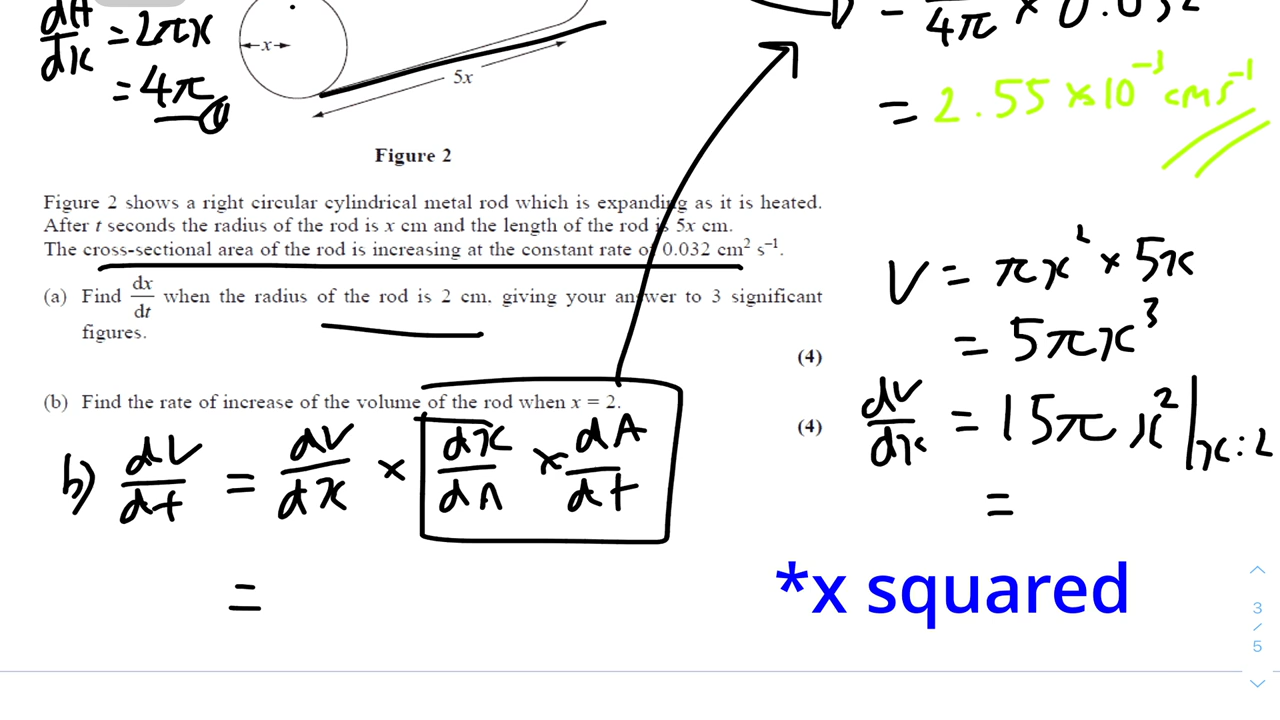 dA/dx = 2πx
= 4π
x
5x
4π × 0.032
= 2.55 × 10⁻³ cms⁻¹
Figure 2
Figure 2 shows a right circular cylindrical metal rod which is expanding as it is heated.
After t seconds the radius of the rod is x cm and the length of the rod is 5x cm.
The cross-sectional area of the rod is increasing at the constant rate of 0.032 cm² s⁻¹.
(a) Find dx/dt when the radius of the rod is 2 cm, giving your answer to 3 significant
figures.
(4)
(b) Find the rate of increase of the volume of the rod when x = 2.
(4)
b) dV/dt = dV/dx × dx/dA × dA/dt
=
V = πx² × 5x
= 5πx³
dV/dx = 15πx² | x:2
=
*x squared
3
/
5